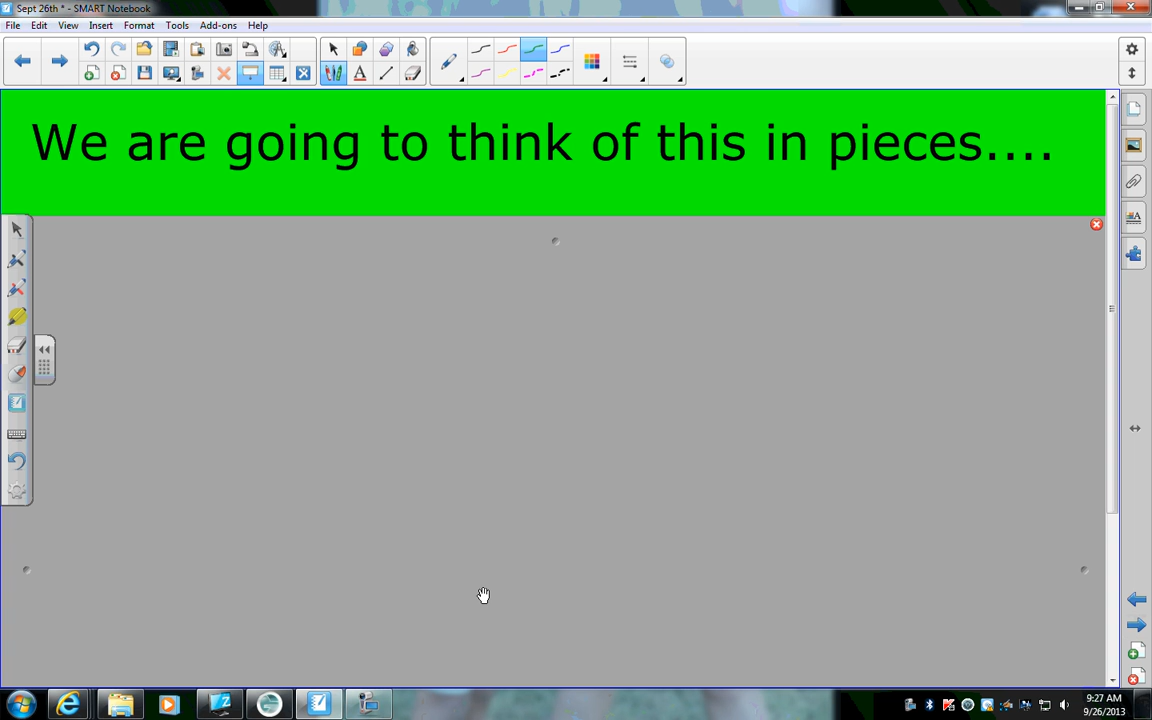 Sept 26th * - SMART Notebook
File Edit View Insert Format Tools Add-ons Help
We are going to think of this in pieces....
9:27 AM
9/26/2013